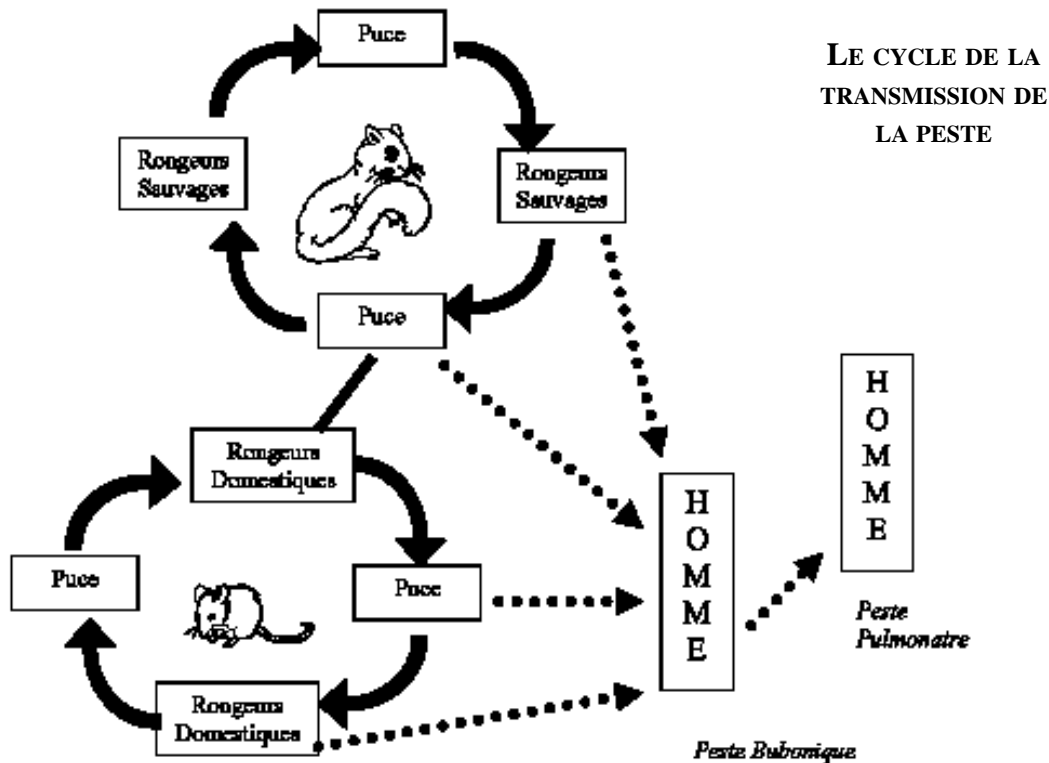 Puce
LE CYCLE DE LA
TRANSMISSION DE
LA PESTE
Rongeurs
Sauvages
Rongeurs
Sauvages
Puce
Rongeurs
Domestiques
Puce
Puce
Rongeurs
Domestiques
H
O
M
M
E
H
O
M
M
E
Peste
Pulmonaire
Peste Bubonique